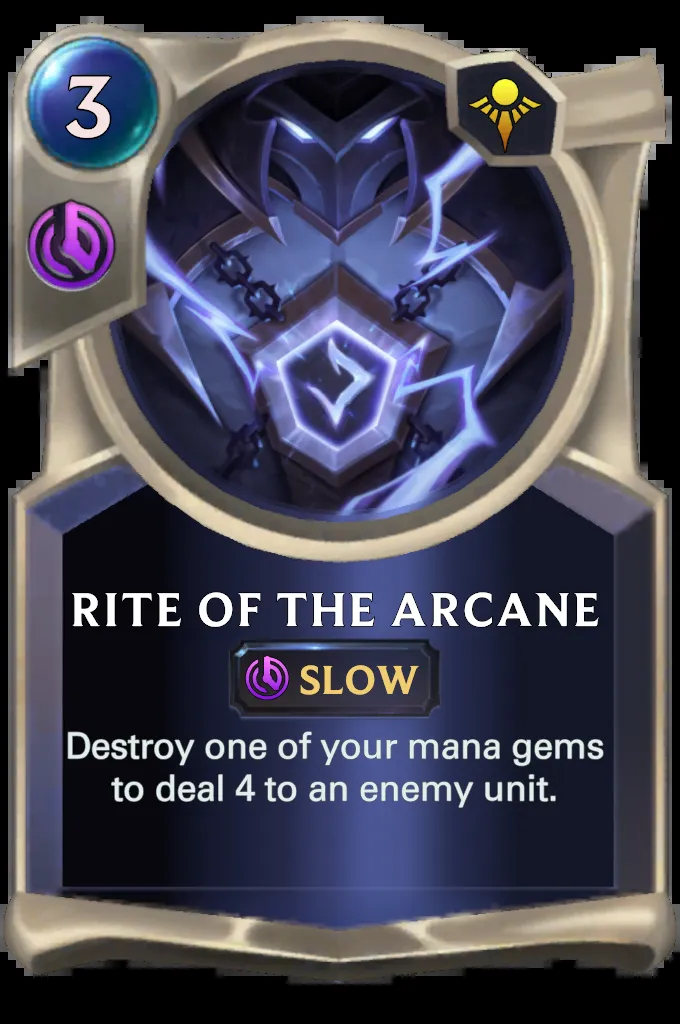 3
RITE OF THE ARCANE
SLOW
Destroy one of your mana gems
to deal 4 to an enemy unit.